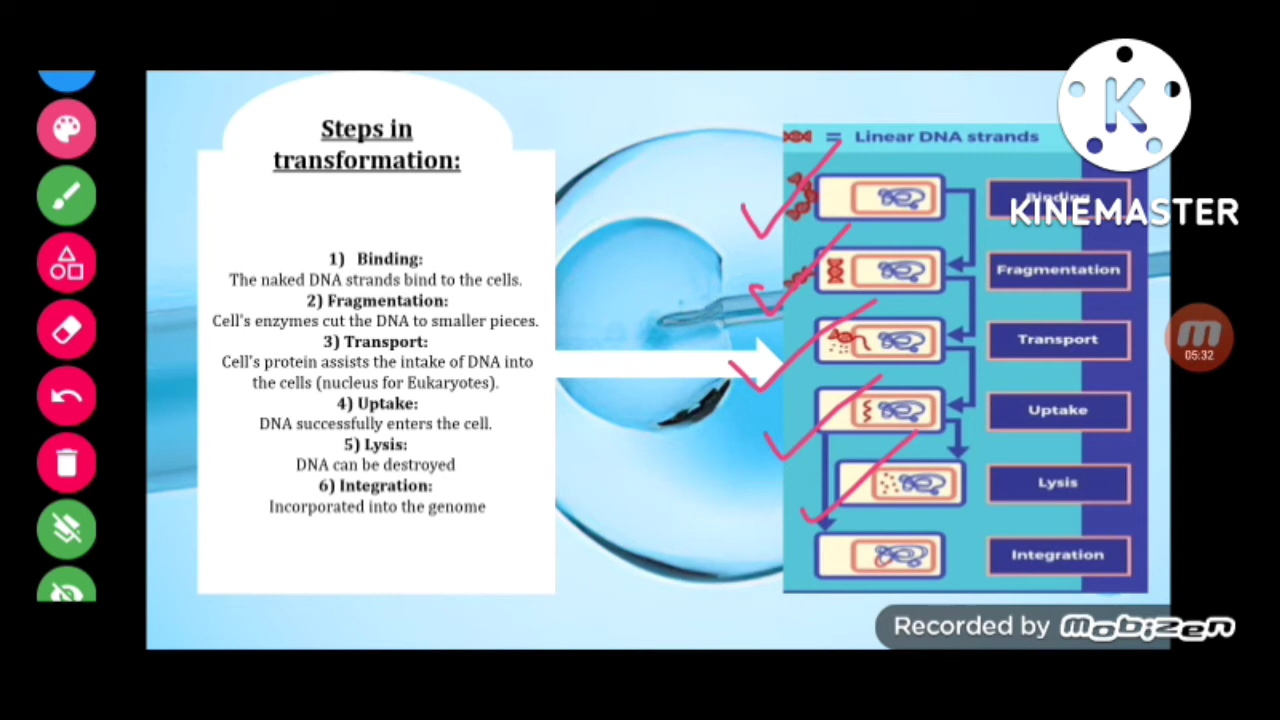 Steps in
transformation:
1) Binding:
The naked DNA strands bind to the cells.
2) Fragmentation:
Cell's enzymes cut the DNA to smaller pieces.
3) Transport:
Cell's protein assists the intake of DNA into
the cells (nucleus for Eukaryotes).
4) Uptake:
DNA successfully enters the cell.
5) Lysis:
DNA can be destroyed
6) Integration:
Incorporated into the genome
= Linear DNA strands
Binding
Fragmentation
Transport
Uptake
Lysis
Integration
K
KINEMASTER
m
05:32
Recorded by mobizen